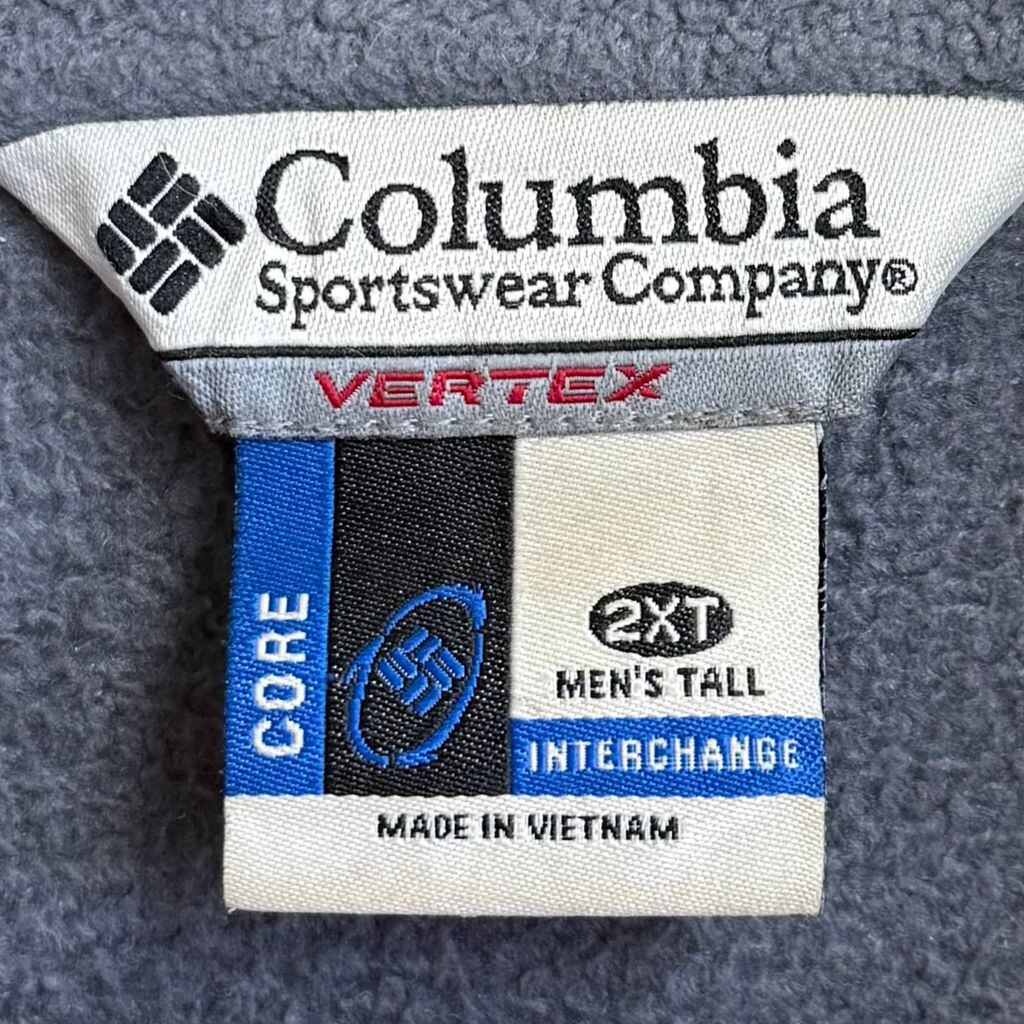 Columbia
Sportswear Company®
VERTEX
CORE
2XT
MEN'S TALL
INTERCHANGE
MADE IN VIETNAM